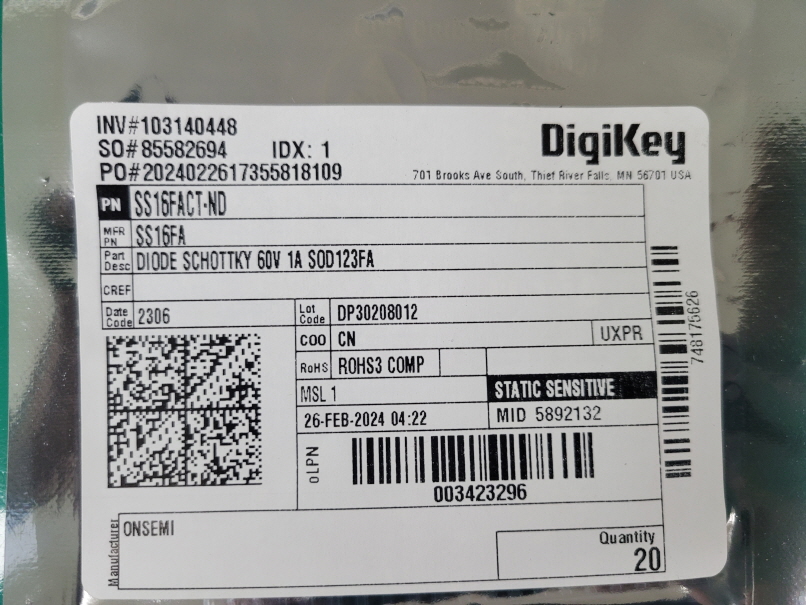 INV#103140448
SO#85582694 IDX: 1
PO#2024022617355818109
DigiKey
701 Brooks Ave South, Thief River Falls, MN 56701 USA
PN SS16FACT-ND
MFR PN SS16FA
Part Desc DIODE SCHOTTKY 60V 1A SOD123FA
CREF
Date Code 2306
Lot Code DP30208012
COO CN UXPR
RoHS ROHS3 COMP
MSL 1 STATIC SENSITIVE
26-FEB-2024 04:22 MID 5892132
oLPN
003423296
748175626
Manufacturer ONSEMI
Quantity
20